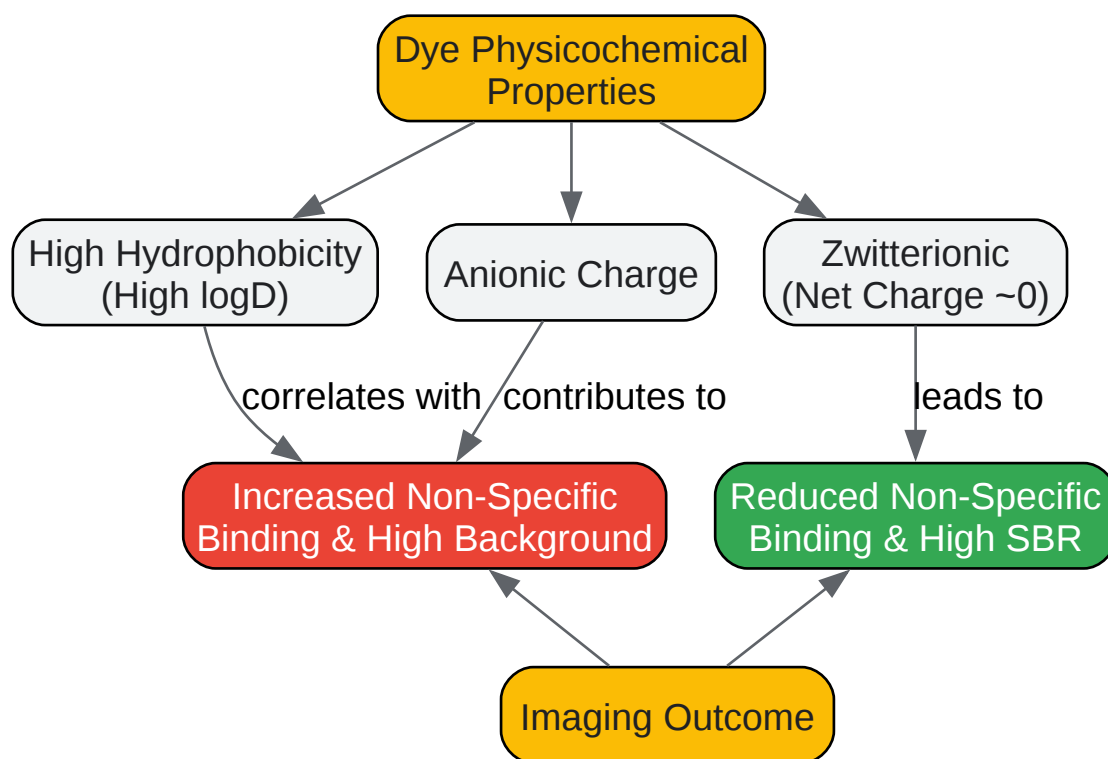 Dye Physicochemical
Properties
High Hydrophobicity
(High logD)
Anionic Charge
Zwitterionic
(Net Charge ~0)
correlates with
contributes to
leads to
Increased Non-Specific
Binding & High Background
Reduced Non-Specific
Binding & High SBR
Imaging Outcome